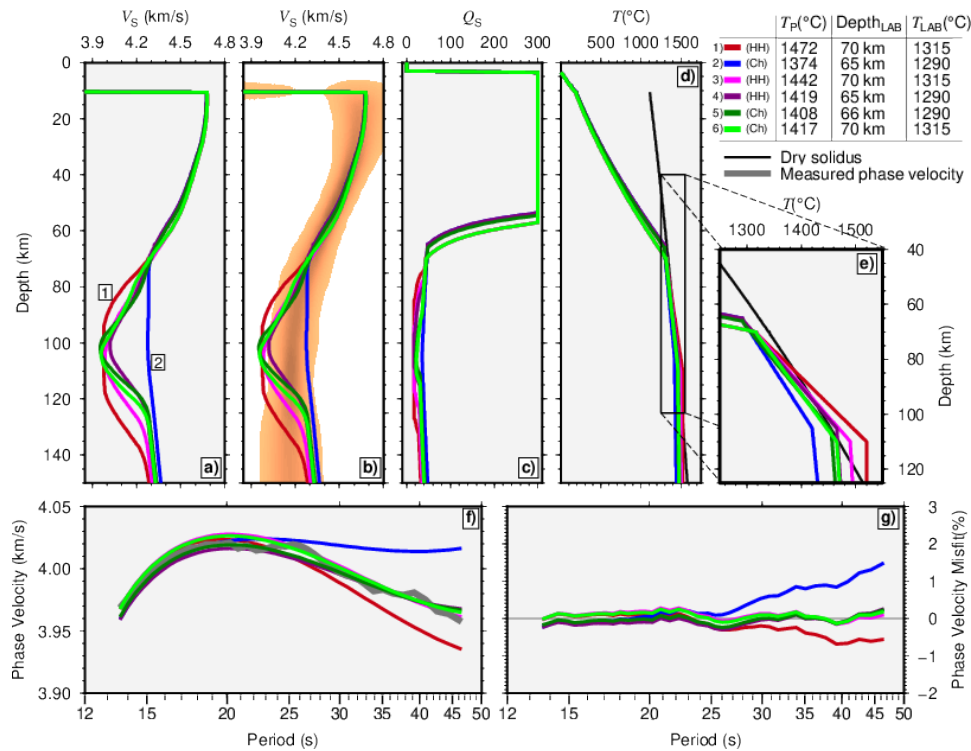 V_S (km/s)
3.9 4.2 4.5 4.8
V_S (km/s)
3.9 4.2 4.5 4.8
Q_S
0 100 200 300
T(°C)
500 1000 1500
T_P(°C) Depth_LAB T_LAB(°C)
1) (HH) 1472 70 km 1315
2) (Ch) 1374 65 km 1290
3) (HH) 1442 70 km 1315
4) (HH) 1419 65 km 1290
5) (Ch) 1408 66 km 1290
6) (Ch) 1417 70 km 1315
Dry solidus
Measured phase velocity
Depth (km)
0
20
40
60
80
100
120
140
1
2
a)
b)
c)
d)
T(°C)
1300 1400 1500
e)
40
60
80
100
120
Depth (km)
Phase Velocity (km/s)
4.05
4.00
3.95
3.90
f)
12 15 20 25 30 35 40 45 50
Period (s)
g)
3
2
1
0
−1
−2
Phase Velocity Misfit(%)
12 15 20 25 30 35 40 45 50
Period (s)